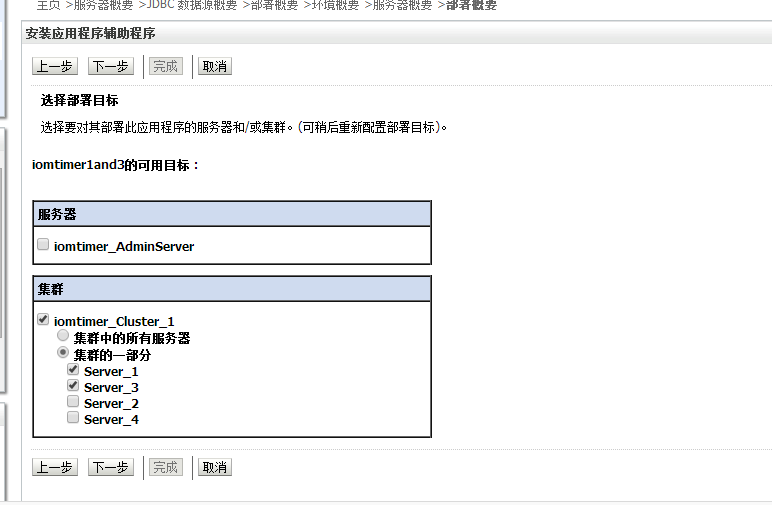 主页 >服务器概要 >JDBC 数据源概要 >部署概要 >环境概要 >服务器概要 >部署概要
安装应用程序辅助程序
上一步 下一步 完成 取消
选择部署目标
选择要对其部署此应用程序的服务器和/或集群。(可稍后重新配置部署目标)。
iomtimer1and3的可用目标：
服务器
iomtimer_AdminServer
集群
iomtimer_Cluster_1
集群中的所有服务器
集群的一部分
Server_1
Server_3
Server_2
Server_4
上一步 下一步 完成 取消